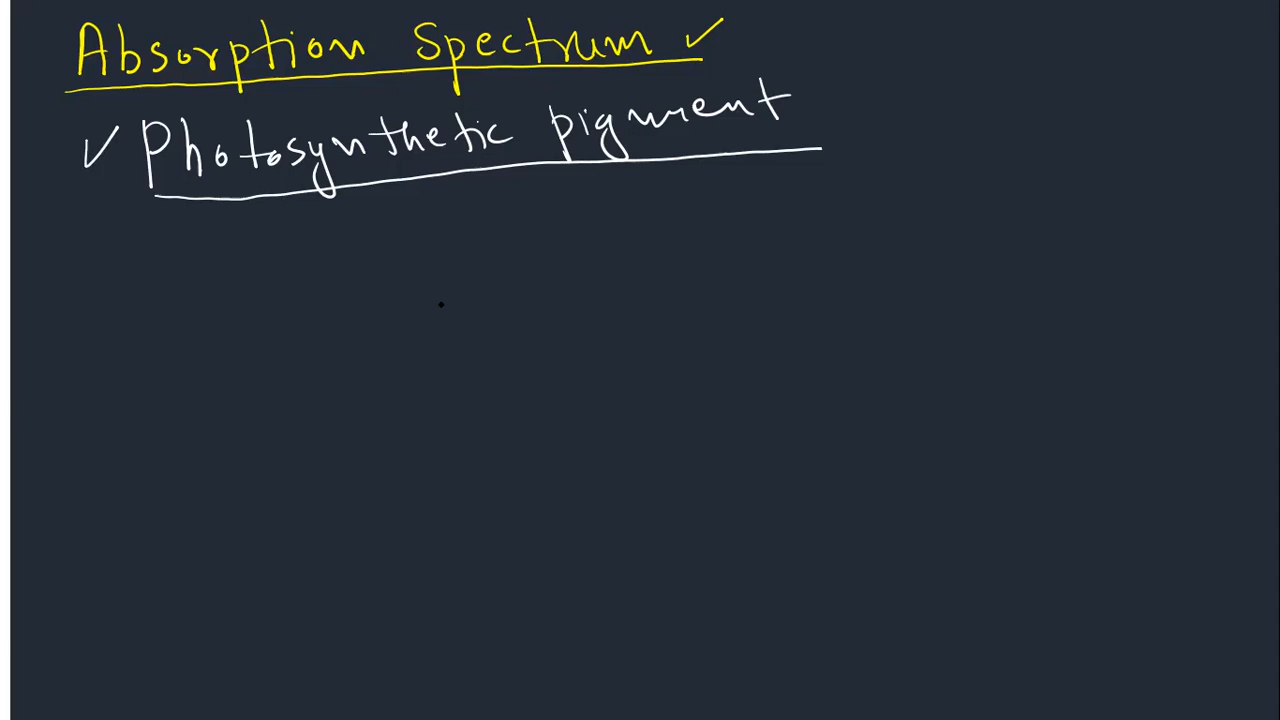 Absorption Spectrum ✓
✓ Photosynthetic pigment